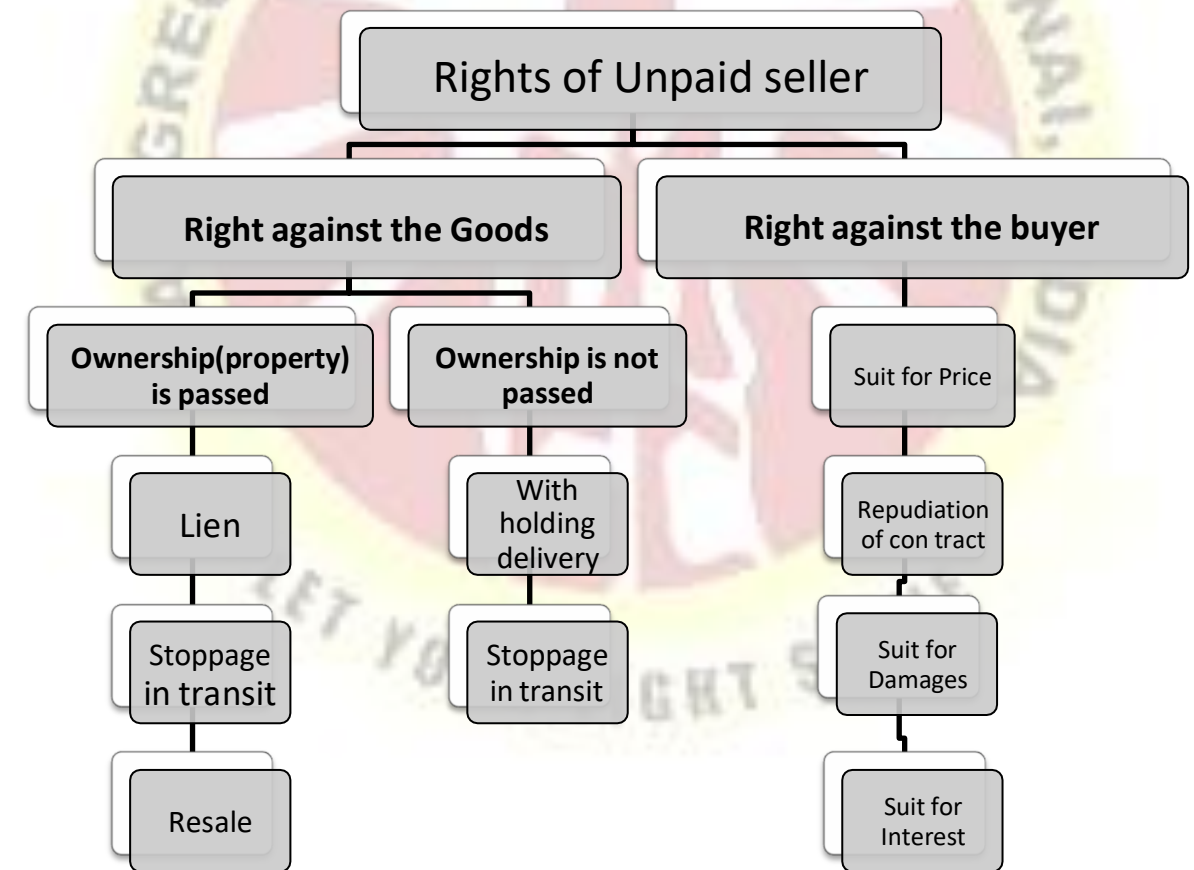 Rights of Unpaid seller
Right against the Goods
Right against the buyer
Ownership(property)
is passed
Ownership is not
passed
Suit for Price
Lien
With
holding
delivery
Repudiation
of con tract
Stoppage
in transit
Stoppage
in transit
Suit for
Damages
Resale
Suit for
Interest